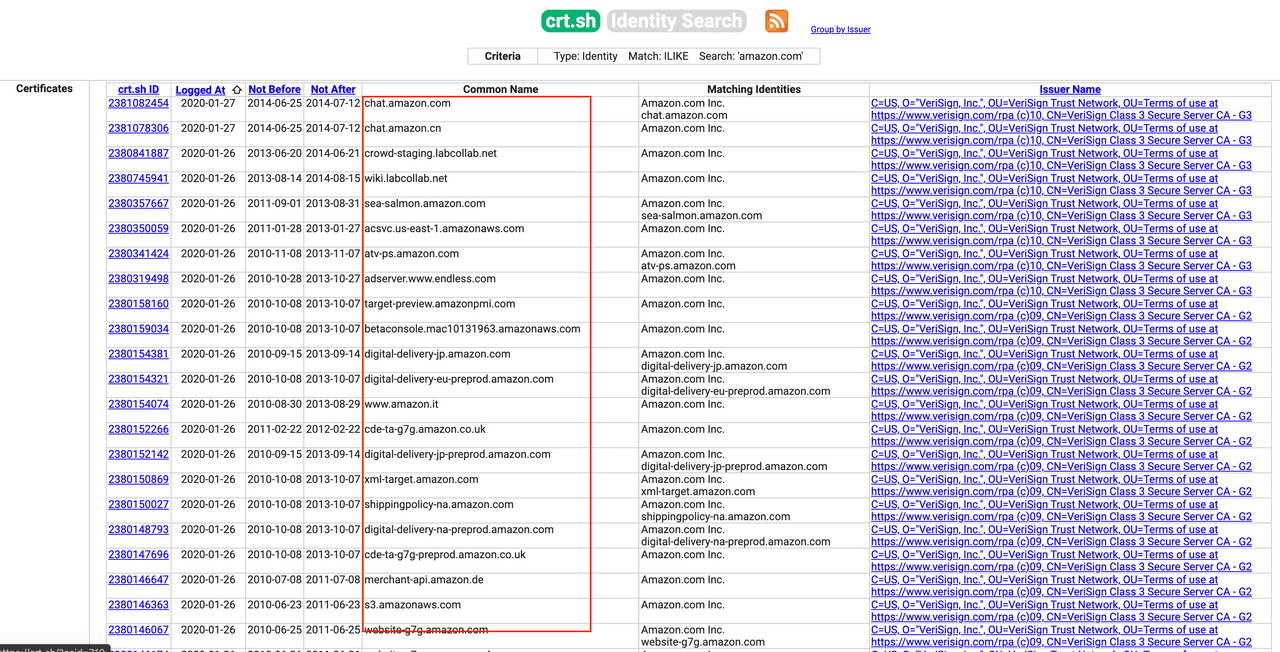 crt.sh Identity Search Group by Issuer
Criteria Type: Identity Match: ILIKE Search: 'amazon.com'
Certificates crt.sh ID Logged At ⇧ Not Before Not After Common Name Matching Identities Issuer Name
2381082454 2020-01-27 2014-06-25 2014-07-12 chat.amazon.com Amazon.com Inc. C=US, O="VeriSign, Inc.", OU=VeriSign Trust Network, OU=Terms of use at
chat.amazon.com https://www.verisign.com/rpa (c)10, CN=VeriSign Class 3 Secure Server CA - G3
2381078306 2020-01-27 2014-06-25 2014-07-12 chat.amazon.cn Amazon.com Inc. C=US, O="VeriSign, Inc.", OU=VeriSign Trust Network, OU=Terms of use at
https://www.verisign.com/rpa (c)10, CN=VeriSign Class 3 Secure Server CA - G3
2380841887 2020-01-26 2013-06-20 2014-06-21 crowd-staging.labcollab.net Amazon.com Inc. C=US, O="VeriSign, Inc.", OU=VeriSign Trust Network, OU=Terms of use at
https://www.verisign.com/rpa (c)10, CN=VeriSign Class 3 Secure Server CA - G3
2380745941 2020-01-26 2013-08-14 2014-08-15 wiki.labcollab.net Amazon.com Inc. C=US, O="VeriSign, Inc.", OU=VeriSign Trust Network, OU=Terms of use at
https://www.verisign.com/rpa (c)10, CN=VeriSign Class 3 Secure Server CA - G3
2380357667 2020-01-26 2011-09-01 2013-08-31 sea-salmon.amazon.com Amazon.com Inc. C=US, O="VeriSign, Inc.", OU=VeriSign Trust Network, OU=Terms of use at
sea-salmon.amazon.com https://www.verisign.com/rpa (c)10, CN=VeriSign Class 3 Secure Server CA - G3
2380350059 2020-01-26 2011-01-28 2013-01-27 acsvc.us-east-1.amazonaws.com Amazon.com Inc. C=US, O="VeriSign, Inc.", OU=VeriSign Trust Network, OU=Terms of use at
https://www.verisign.com/rpa (c)10, CN=VeriSign Class 3 Secure Server CA - G3
2380341424 2020-01-26 2010-11-08 2013-11-07 atv-ps.amazon.com Amazon.com Inc. C=US, O="VeriSign, Inc.", OU=VeriSign Trust Network, OU=Terms of use at
atv-ps.amazon.com https://www.verisign.com/rpa (c)10, CN=VeriSign Class 3 Secure Server CA - G3
2380319498 2020-01-26 2010-10-28 2013-10-27 adserver.www.endless.com Amazon.com Inc. C=US, O="VeriSign, Inc.", OU=VeriSign Trust Network, OU=Terms of use at
https://www.verisign.com/rpa (c)10, CN=VeriSign Class 3 Secure Server CA - G3
2380158160 2020-01-26 2010-10-08 2013-10-07 target-preview.amazonpmi.com Amazon.com Inc. C=US, O="VeriSign, Inc.", OU=VeriSign Trust Network, OU=Terms of use at
https://www.verisign.com/rpa (c)09, CN=VeriSign Class 3 Secure Server CA - G2
2380159034 2020-01-26 2010-10-08 2013-10-07 betaconsole.mac10131963.amazonaws.com Amazon.com Inc. C=US, O="VeriSign, Inc.", OU=VeriSign Trust Network, OU=Terms of use at
https://www.verisign.com/rpa (c)09, CN=VeriSign Class 3 Secure Server CA - G2
2380154381 2020-01-26 2010-09-15 2013-09-14 digital-delivery-jp.amazon.com Amazon.com Inc. C=US, O="VeriSign, Inc.", OU=VeriSign Trust Network, OU=Terms of use at
digital-delivery-jp.amazon.com https://www.verisign.com/rpa (c)09, CN=VeriSign Class 3 Secure Server CA - G2
2380154321 2020-01-26 2010-10-08 2013-10-07 digital-delivery-eu-preprod.amazon.com Amazon.com Inc. C=US, O="VeriSign, Inc.", OU=VeriSign Trust Network, OU=Terms of use at
digital-delivery-eu-preprod.amazon.com https://www.verisign.com/rpa (c)09, CN=VeriSign Class 3 Secure Server CA - G2
2380154074 2020-01-26 2010-08-30 2013-08-29 www.amazon.it Amazon.com Inc. C=US, O="VeriSign, Inc.", OU=VeriSign Trust Network, OU=Terms of use at
https://www.verisign.com/rpa (c)09, CN=VeriSign Class 3 Secure Server CA - G2
2380152266 2020-01-26 2011-02-22 2012-02-22 cde-ta-g7g.amazon.co.uk Amazon.com Inc. C=US, O="VeriSign, Inc.", OU=VeriSign Trust Network, OU=Terms of use at
https://www.verisign.com/rpa (c)09, CN=VeriSign Class 3 Secure Server CA - G2
2380152142 2020-01-26 2010-09-15 2013-09-14 digital-delivery-jp-preprod.amazon.com Amazon.com Inc. C=US, O="VeriSign, Inc.", OU=VeriSign Trust Network, OU=Terms of use at
digital-delivery-jp-preprod.amazon.com https://www.verisign.com/rpa (c)09, CN=VeriSign Class 3 Secure Server CA - G2
2380150869 2020-01-26 2010-10-08 2013-10-07 xml-target.amazon.com Amazon.com Inc. C=US, O="VeriSign, Inc.", OU=VeriSign Trust Network, OU=Terms of use at
xml-target.amazon.com https://www.verisign.com/rpa (c)09, CN=VeriSign Class 3 Secure Server CA - G2
2380150027 2020-01-26 2010-10-08 2013-10-07 shippingpolicy-na.amazon.com Amazon.com Inc. C=US, O="VeriSign, Inc.", OU=VeriSign Trust Network, OU=Terms of use at
shippingpolicy-na.amazon.com https://www.verisign.com/rpa (c)09, CN=VeriSign Class 3 Secure Server CA - G2
2380148793 2020-01-26 2010-10-08 2013-10-07 digital-delivery-na-preprod.amazon.com Amazon.com Inc. C=US, O="VeriSign, Inc.", OU=VeriSign Trust Network, OU=Terms of use at
digital-delivery-na-preprod.amazon.com https://www.verisign.com/rpa (c)09, CN=VeriSign Class 3 Secure Server CA - G2
2380147696 2020-01-26 2010-10-08 2013-10-07 cde-ta-g7g-preprod.amazon.co.uk Amazon.com Inc. C=US, O="VeriSign, Inc.", OU=VeriSign Trust Network, OU=Terms of use at
https://www.verisign.com/rpa (c)09, CN=VeriSign Class 3 Secure Server CA - G2
2380146647 2020-01-26 2010-07-08 2011-07-08 merchant-api.amazon.de Amazon.com Inc. C=US, O="VeriSign, Inc.", OU=VeriSign Trust Network, OU=Terms of use at
https://www.verisign.com/rpa (c)09, CN=VeriSign Class 3 Secure Server CA - G2
2380146363 2020-01-26 2010-06-23 2011-06-23 s3.amazonaws.com Amazon.com Inc. C=US, O="VeriSign, Inc.", OU=VeriSign Trust Network, OU=Terms of use at
https://www.verisign.com/rpa (c)09, CN=VeriSign Class 3 Secure Server CA - G2
2380146067 2020-01-26 2010-06-25 2011-06-25 website-g7g.amazon.com Amazon.com Inc. C=US, O="VeriSign, Inc.", OU=VeriSign Trust Network, OU=Terms of use at
website-g7g.amazon.com https://www.verisign.com/rpa (c)09, CN=VeriSign Class 3 Secure Server CA - G2